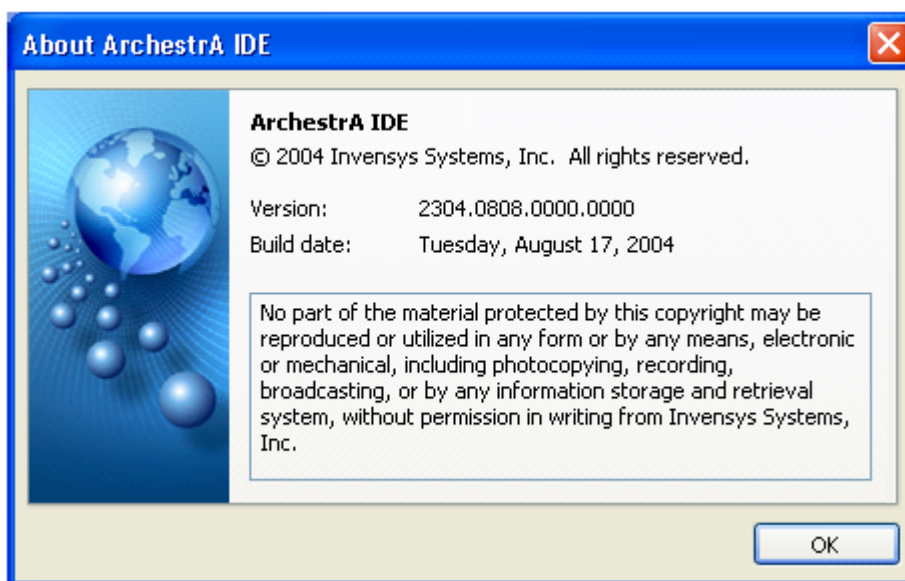 About ArchestrA IDE
ArchestrA IDE
© 2004 Invensys Systems, Inc. All rights reserved.
Version: 2304.0808.0000.0000
Build date: Tuesday, August 17, 2004
No part of the material protected by this copyright may be
reproduced or utilized in any form or by any means, electronic
or mechanical, including photocopying, recording,
broadcasting, or by any information storage and retrieval
system, without permission in writing from Invensys Systems,
Inc.
OK